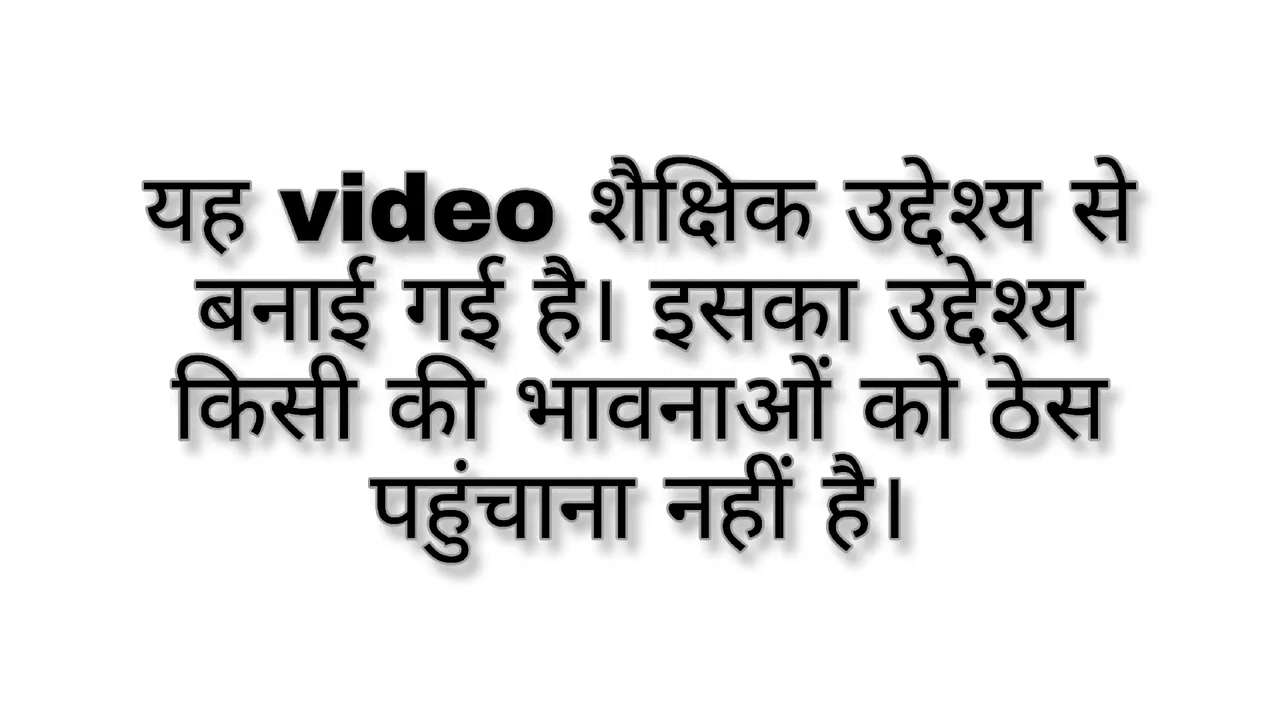 यह video शैक्षिक उद्देश्य से
बनाई गई है। इसका उद्देश्य
किसी की भावनाओं को ठेस
पहुंचाना नहीं है।